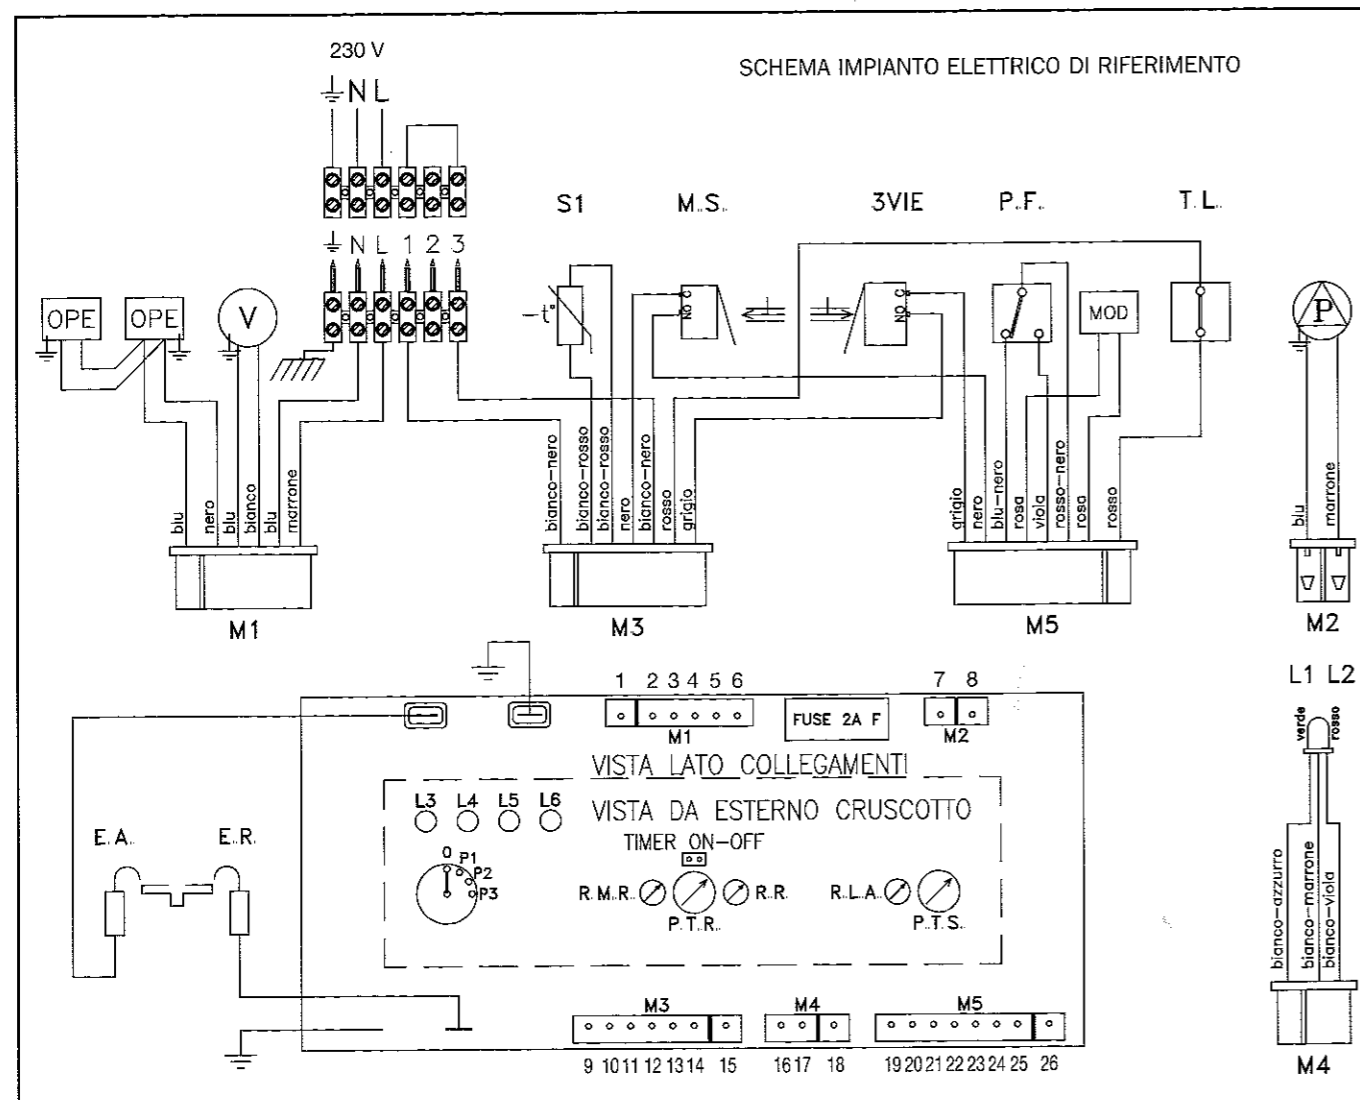 230 V
SCHEMA IMPIANTO ELETTRICO DI RIFERIMENTO
N L
S1 M.S. 3VIE P.F. T.L.
N L 1 2 3
OPE OPE V
-t°
C NO
C NO
MOD
P
blu nero blu bianco blu marrone
bianco-nero bianco-rosso bianco-rosso nero bianco-nero rosso grigio
grigio nero blu-nero rosa viola rosso-nero rosa rosso
blu marrone
M1 M3 M5 M2
1 2 3 4 5 6
7 8
L1 L2
M1
FUSE 2A F
M2
verde rosso
VISTA LATO COLLEGAMENTI
L3 L4 L5 L6
VISTA DA ESTERNO CRUSCOTTO
TIMER ON-OFF
E.A. E.R.
0 P1 P2 P3
R.M.R. R.R. R.L.A.
P.T.R. P.T.S.
bianco-azzurro bianco-marrone bianco-viola
M3 M4 M5
9 10 11 12 13 14 15 16 17 18 19 20 21 22 23 24 25 26
M4